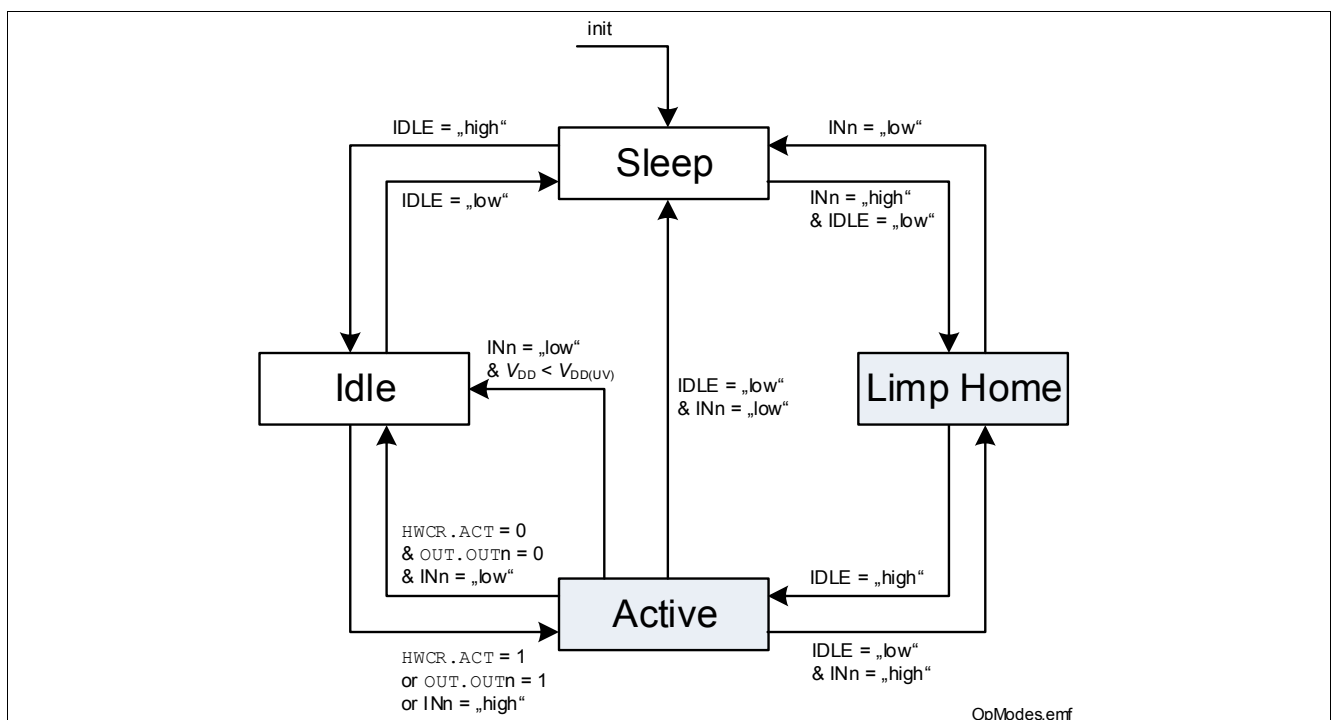 init
IDLE = „high“
INn = „low“
Sleep
IDLE = „low“
INn = „high“
& IDLE = „low“
INn = „low“
& VDD < VDD(UV)
Idle
IDLE = „low“
& INn = „low“
Limp Home
HWCR.ACT = 0
& OUT.OUTn = 0
& INn = „low“
IDLE = „high“
Active
HWCR.ACT = 1
or OUT.OUTn = 1
or INn = „high“
IDLE = „low“
& INn = „high“
OpModes.emf